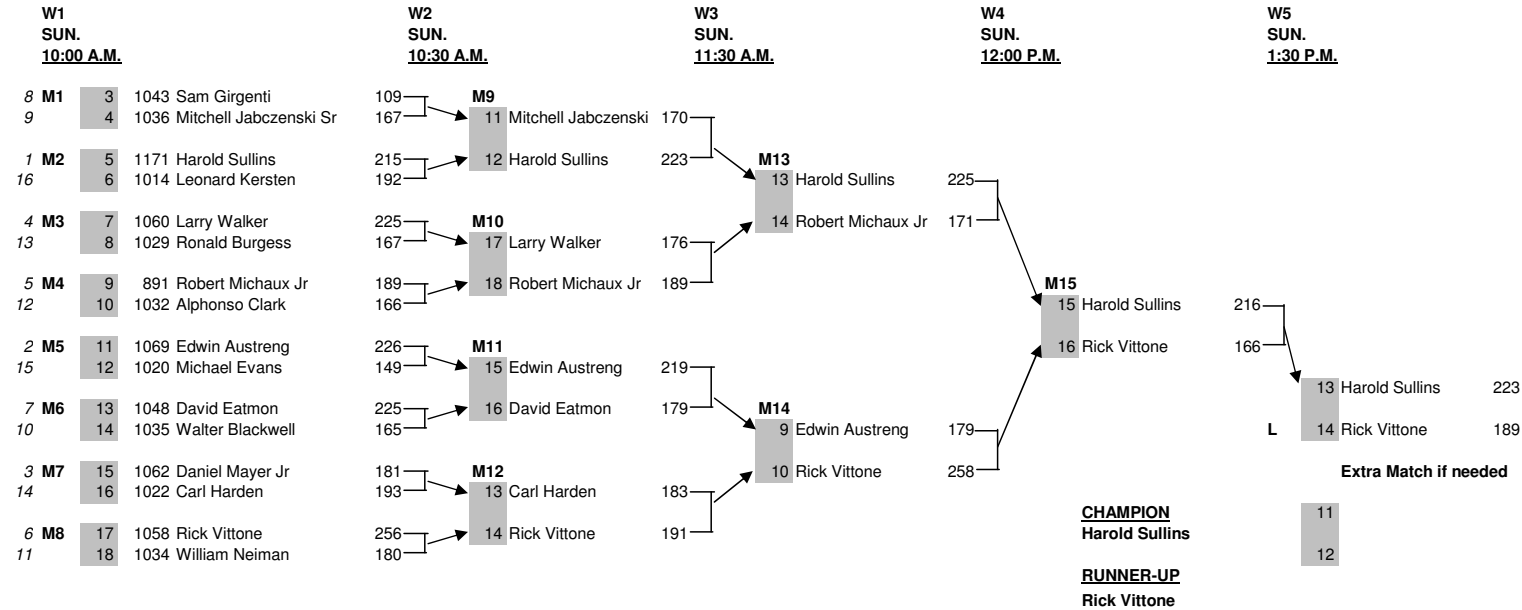 W1 W2 W3 W4 W5
SUN. SUN. SUN. SUN. SUN.
10:00 A.M. 10:30 A.M. 11:30 A.M. 12:00 P.M. 1:30 P.M.
8 M1 3 1043 Sam Girgenti 109 M9
9 4 1036 Mitchell Jabczenski Sr 167 11 Mitchell Jabczenski 170
1 M2 5 1171 Harold Sullins 215 12 Harold Sullins 223 M13
16 6 1014 Leonard Kersten 192 13 Harold Sullins 225
4 M3 7 1060 Larry Walker 225 M10 14 Robert Michaux Jr 171
13 8 1029 Ronald Burgess 167 17 Larry Walker 176
5 M4 9 891 Robert Michaux Jr 189 18 Robert Michaux Jr 189 M15
12 10 1032 Alphonso Clark 166 15 Harold Sullins 216
2 M5 11 1069 Edwin Austreng 226 M11 16 Rick Vittone 166
15 12 1020 Michael Evans 149 15 Edwin Austreng 219
13 Harold Sullins 223
7 M6 13 1048 David Eatmon 225 16 David Eatmon 179 M14
10 14 1035 Walter Blackwell 165 9 Edwin Austreng 179 L 14 Rick Vittone 189
3 M7 15 1062 Daniel Mayer Jr 181 M12 10 Rick Vittone 258 Extra Match if needed
14 16 1022 Carl Harden 193 13 Carl Harden 183
CHAMPION 11
6 M8 17 1058 Rick Vittone 256 14 Rick Vittone 191 Harold Sullins
11 18 1034 William Neiman 180 12
RUNNER-UP
Rick Vittone